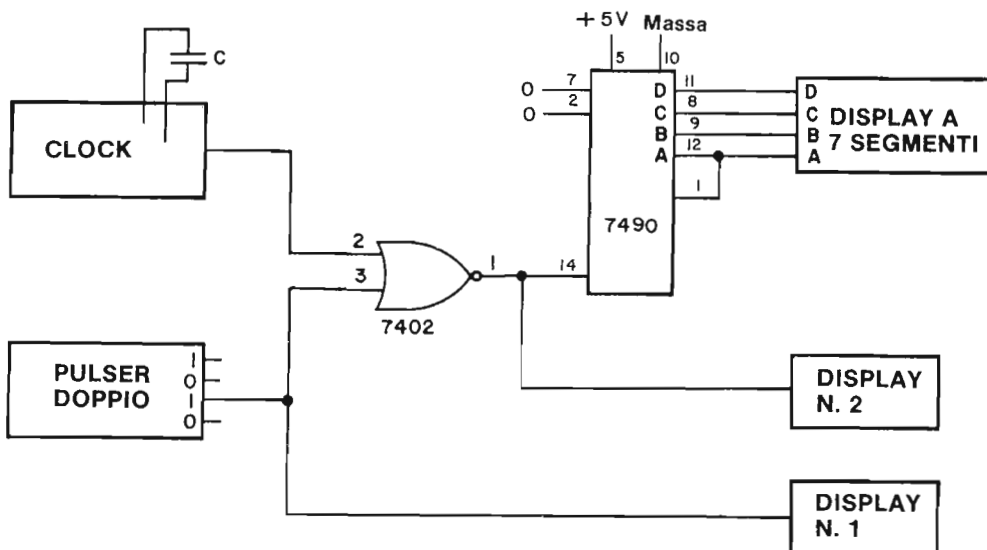 +5V Massa
5 10
C
CLOCK
0 7 D 11 D
0 2 C 8 C
B 9 B
A 12 A
DISPLAY A
7 SEGMENTI
1
7490
2
3
1
14
7402
PULSER
DOPPIO
1
0
1
0
DISPLAY
N. 2
DISPLAY
N. 1